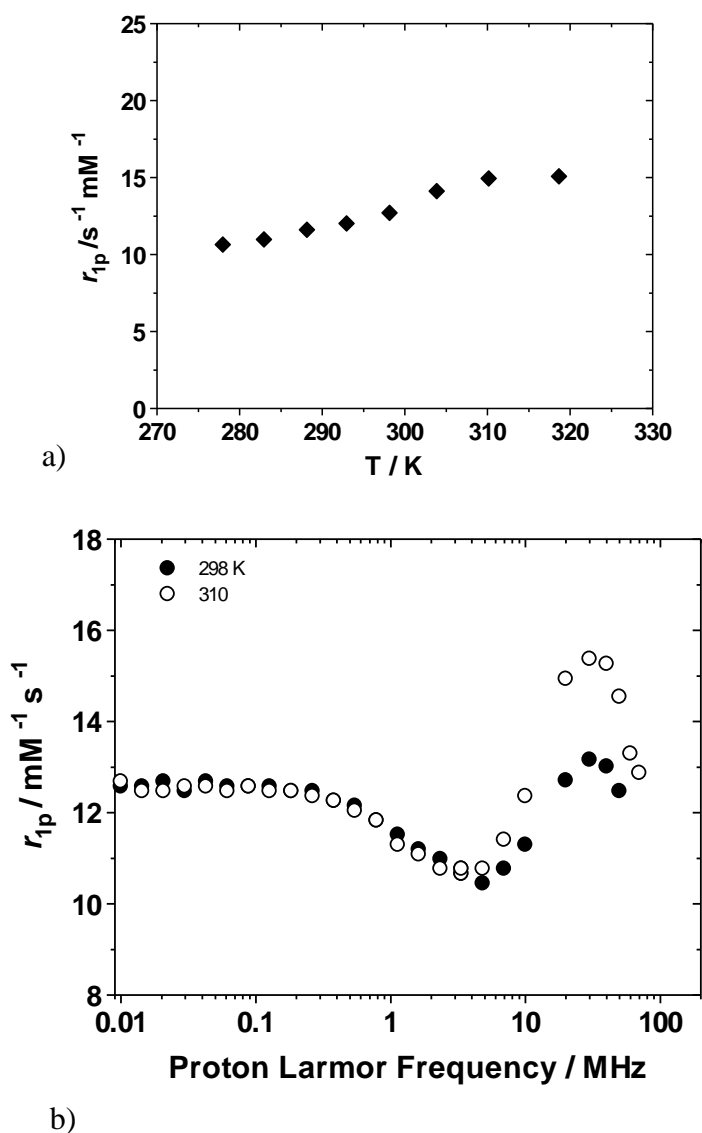 25
20
15
10
5
0
r1p /s -1 mM -1
270 280 290 300 310 320 330
T / K
a)
18
16
14
12
10
8
r1p / mM -1 s -1
298 K
310
0.01 0.1 1 10 100
Proton Larmor Frequency / MHz
b)